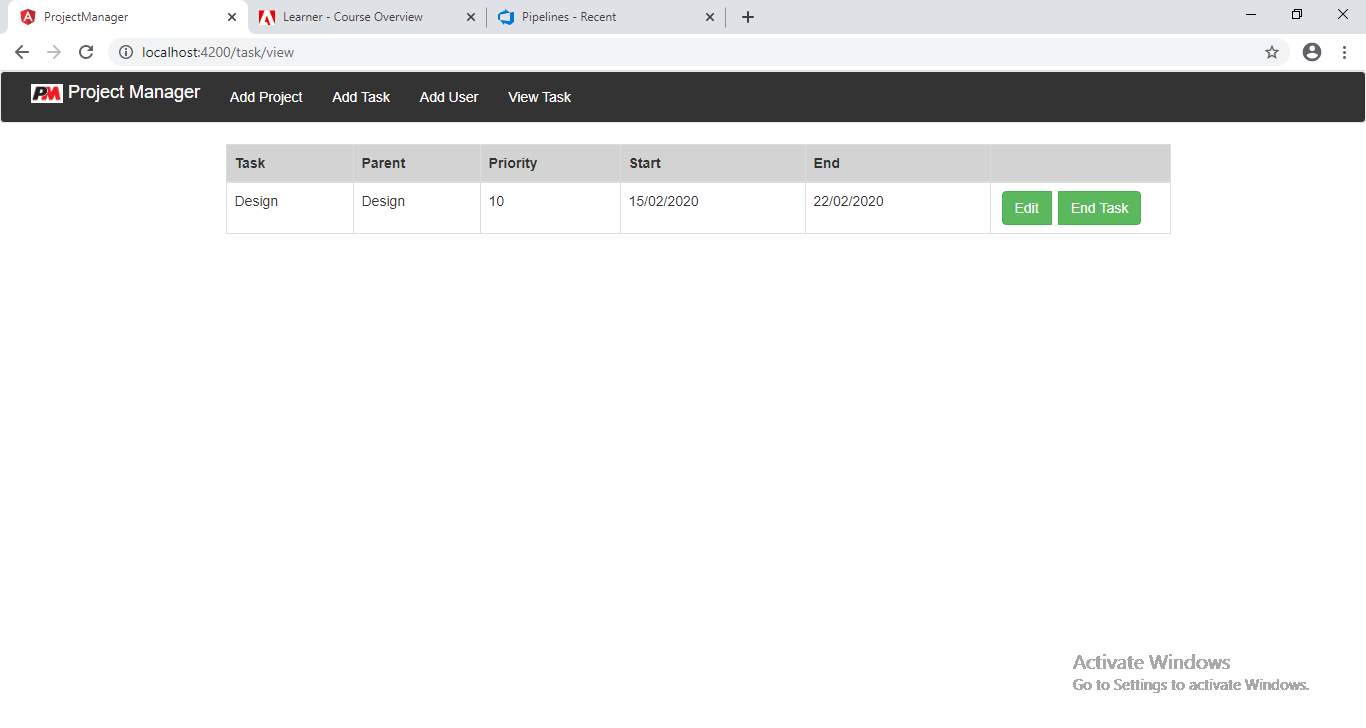 ProjectManager
Learner - Course Overview
Pipelines - Recent
localhost:4200/task/view
PM Project Manager Add Project Add Task Add User View Task
Task Parent Priority Start End
Design Design 10 15/02/2020 22/02/2020 Edit End Task
Activate Windows
Go to Settings to activate Windows.